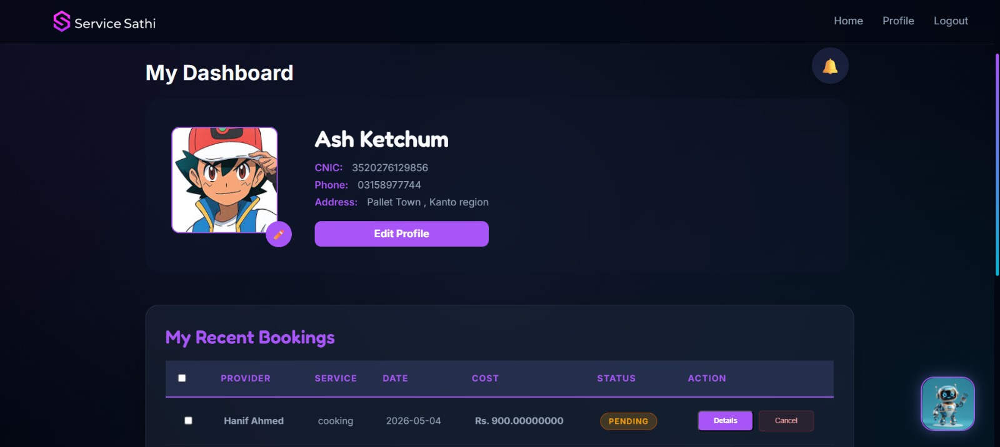 Service Sathi
Home Profile Logout
My Dashboard
Ash Ketchum
CNIC: 3520276129856
Phone: 03158977744
Address: Pallet Town , Kanto region
Edit Profile
My Recent Bookings
PROVIDER SERVICE DATE COST STATUS ACTION
Hanif Ahmed cooking 2026-05-04 Rs. 900.00000000 PENDING Details Cancel